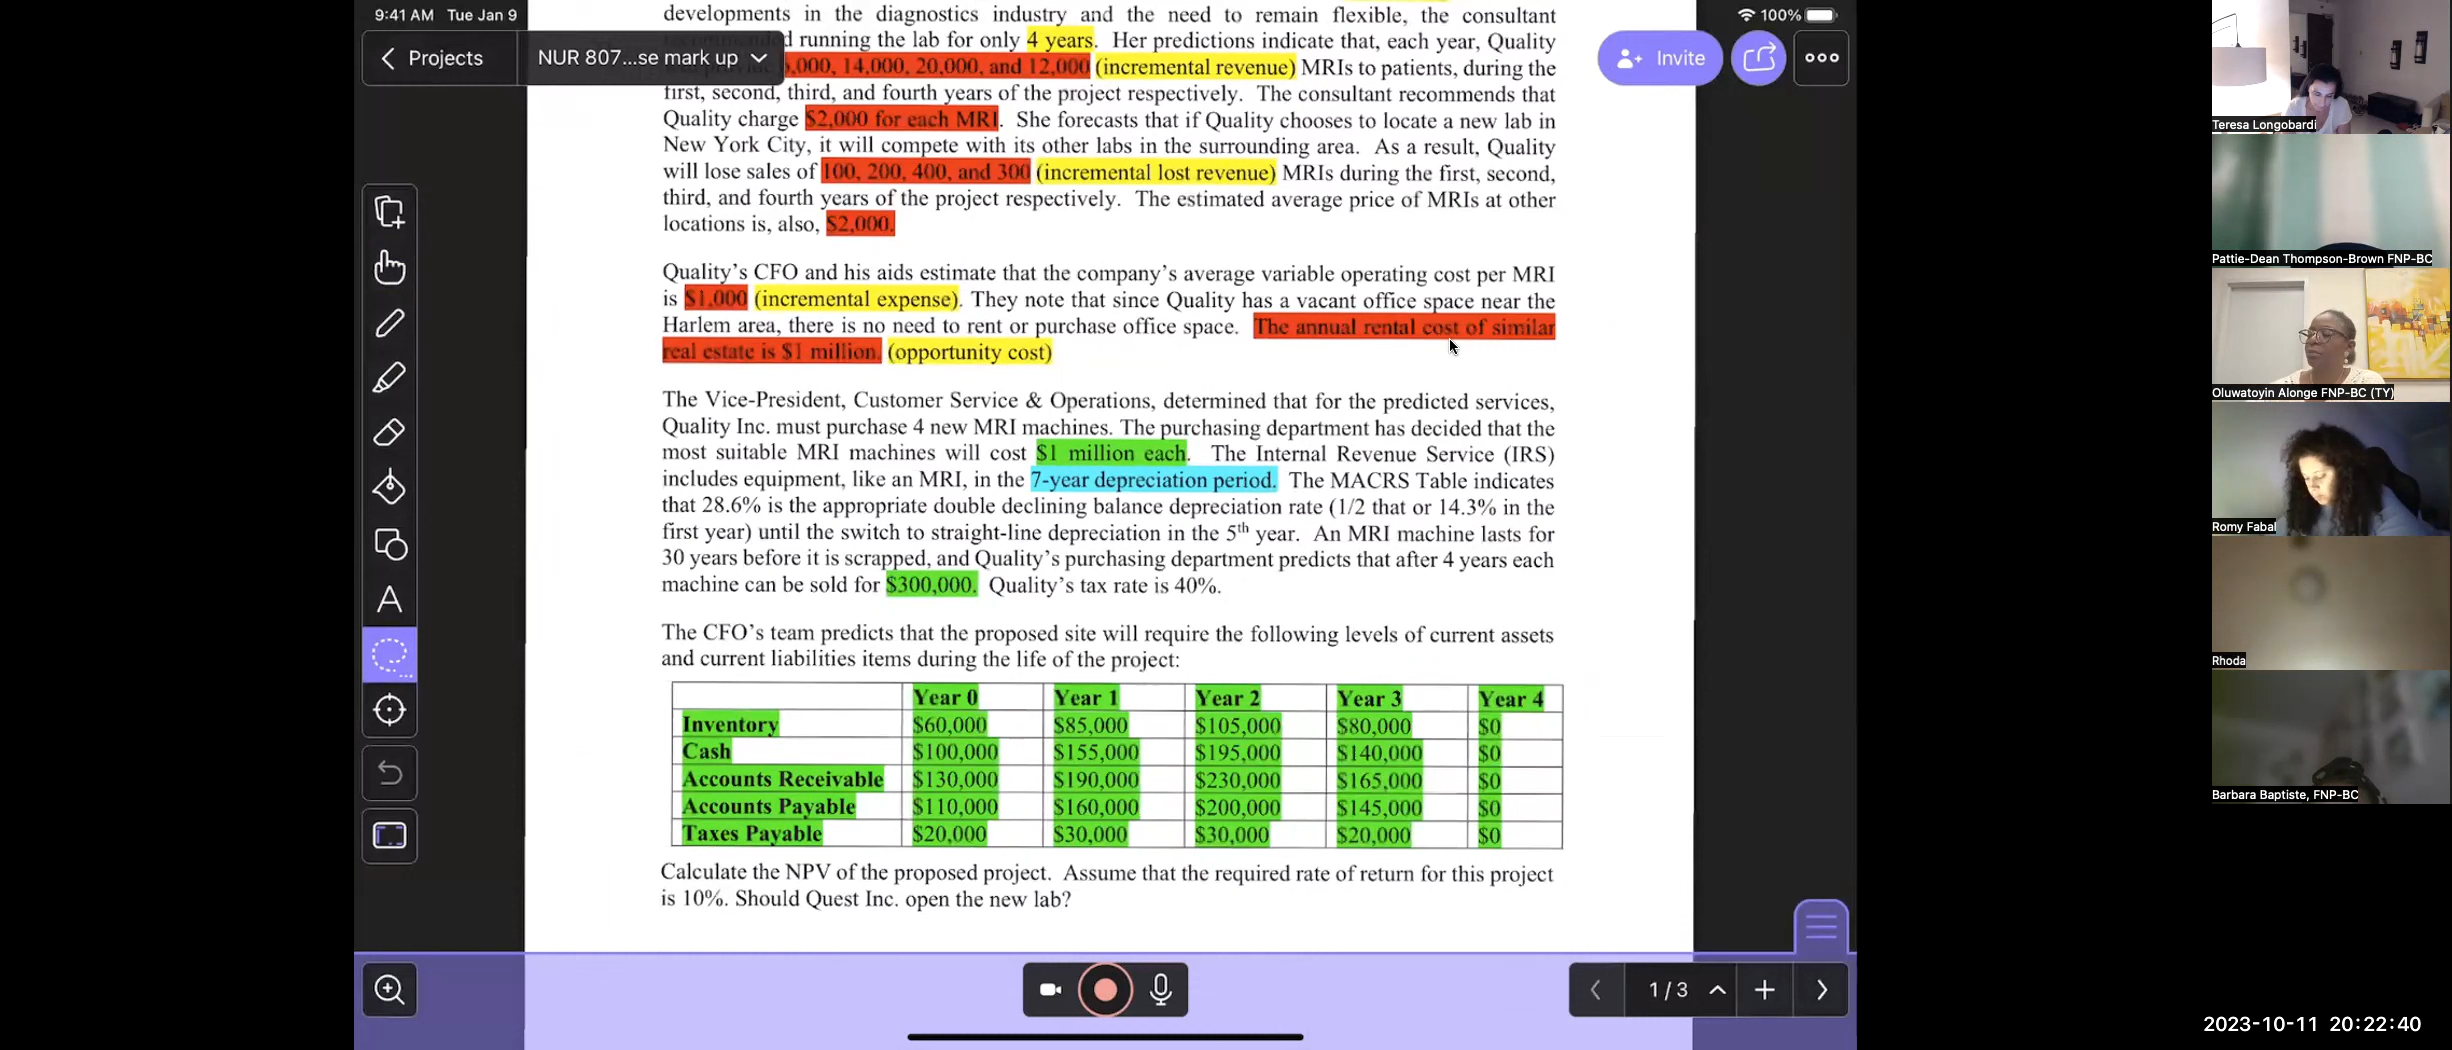 9:41 AM Tue Jan 9
100%
Projects
NUR 807...se mark up
Invite
developments in the diagnostics industry and the need to remain flexible, the consultant
running the lab for only 4 years. Her predictions indicate that, each year, Quality
,000, 14,000, 20,000, and 12,000 (incremental revenue) MRIs to patients, during the
first, second, third, and fourth years of the project respectively. The consultant recommends that
Quality charge $2,000 for each MRI. She forecasts that if Quality chooses to locate a new lab in
New York City, it will compete with its other labs in the surrounding area. As a result, Quality
will lose sales of 100, 200, 400, and 300 (incremental lost revenue) MRIs during the first, second,
third, and fourth years of the project respectively. The estimated average price of MRIs at other
locations is, also, $2,000.
Quality's CFO and his aids estimate that the company's average variable operating cost per MRI
is $1,000 (incremental expense). They note that since Quality has a vacant office space near the
Harlem area, there is no need to rent or purchase office space. The annual rental cost of similar
real estate is $1 million. (opportunity cost)
The Vice-President, Customer Service & Operations, determined that for the predicted services,
Quality Inc. must purchase 4 new MRI machines. The purchasing department has decided that the
most suitable MRI machines will cost $1 million each. The Internal Revenue Service (IRS)
includes equipment, like an MRI, in the 7-year depreciation period. The MACRS Table indicates
that 28.6% is the appropriate double declining balance depreciation rate (1/2 that or 14.3% in the
first year) until the switch to straight-line depreciation in the 5th year. An MRI machine lasts for
30 years before it is scrapped, and Quality's purchasing department predicts that after 4 years each
machine can be sold for $300,000. Quality's tax rate is 40%.
The CFO's team predicts that the proposed site will require the following levels of current assets
and current liabilities items during the life of the project:
Year 0 Year 1 Year 2 Year 3 Year 4
Inventory $60,000 $85,000 $105,000 $80,000 $0
Cash $100,000 $155,000 $195,000 $140,000 $0
Accounts Receivable $130,000 $190,000 $230,000 $165,000 $0
Accounts Payable $110,000 $160,000 $200,000 $145,000 $0
Taxes Payable $20,000 $30,000 $30,000 $20,000 $0
Calculate the NPV of the proposed project. Assume that the required rate of return for this project
is 10%. Should Quest Inc. open the new lab?
A
1 / 3
Teresa Longobardi
Pattie-Dean Thompson-Brown FNP-BC
Oluwatoyin Alonge FNP-BC (TY)
Romy Fabal
Rhoda
Barbara Baptiste, FNP-BC
2023-10-11 20:22:40